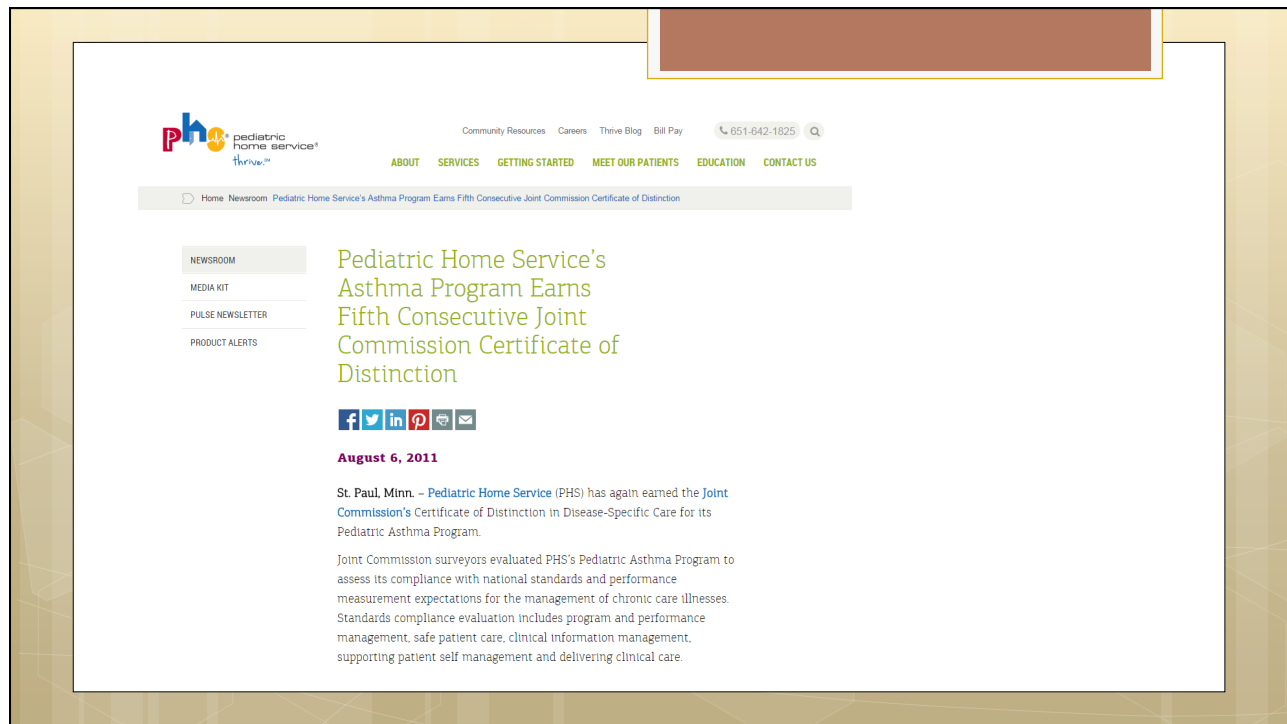 phs® pediatric
home service®
thrive.℠
Community Resources Careers Thrive Blog Bill Pay 651-642-1825
ABOUT SERVICES GETTING STARTED MEET OUR PATIENTS EDUCATION CONTACT US
Home Newsroom Pediatric Home Service's Asthma Program Earns Fifth Consecutive Joint Commission Certificate of Distinction
NEWSROOM
MEDIA KIT
PULSE NEWSLETTER
PRODUCT ALERTS
Pediatric Home Service's
Asthma Program Earns
Fifth Consecutive Joint
Commission Certificate of
Distinction
August 6, 2011
St. Paul, Minn. – Pediatric Home Service (PHS) has again earned the Joint
Commission's Certificate of Distinction in Disease-Specific Care for its
Pediatric Asthma Program.
Joint Commission surveyors evaluated PHS's Pediatric Asthma Program to
assess its compliance with national standards and performance
measurement expectations for the management of chronic care illnesses.
Standards compliance evaluation includes program and performance
management, safe patient care, clinical information management,
supporting patient self management and delivering clinical care.